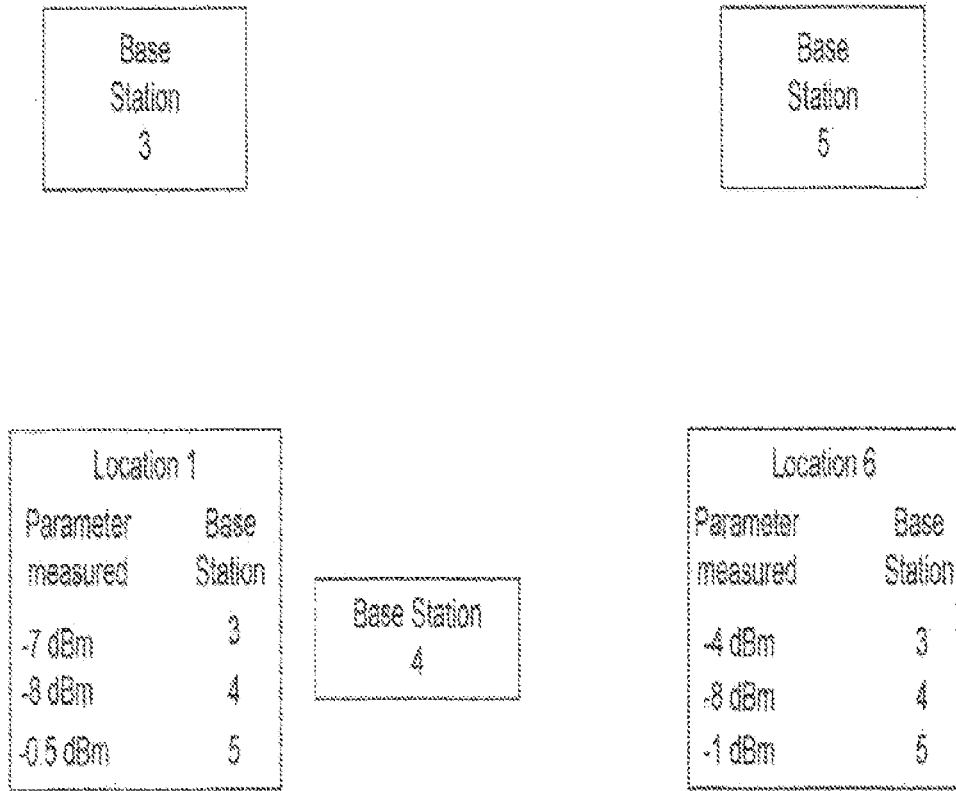 Base
Station
3
Base
Station
5
Location 1
Parameter measured
Base Station
-7 dBm 3
-8 dBm 4
-0.5 dBm 5
Base Station
4
Location 6
Parameter measured
Base Station
-4 dBm 3
-8 dBm 4
-1 dBm 5